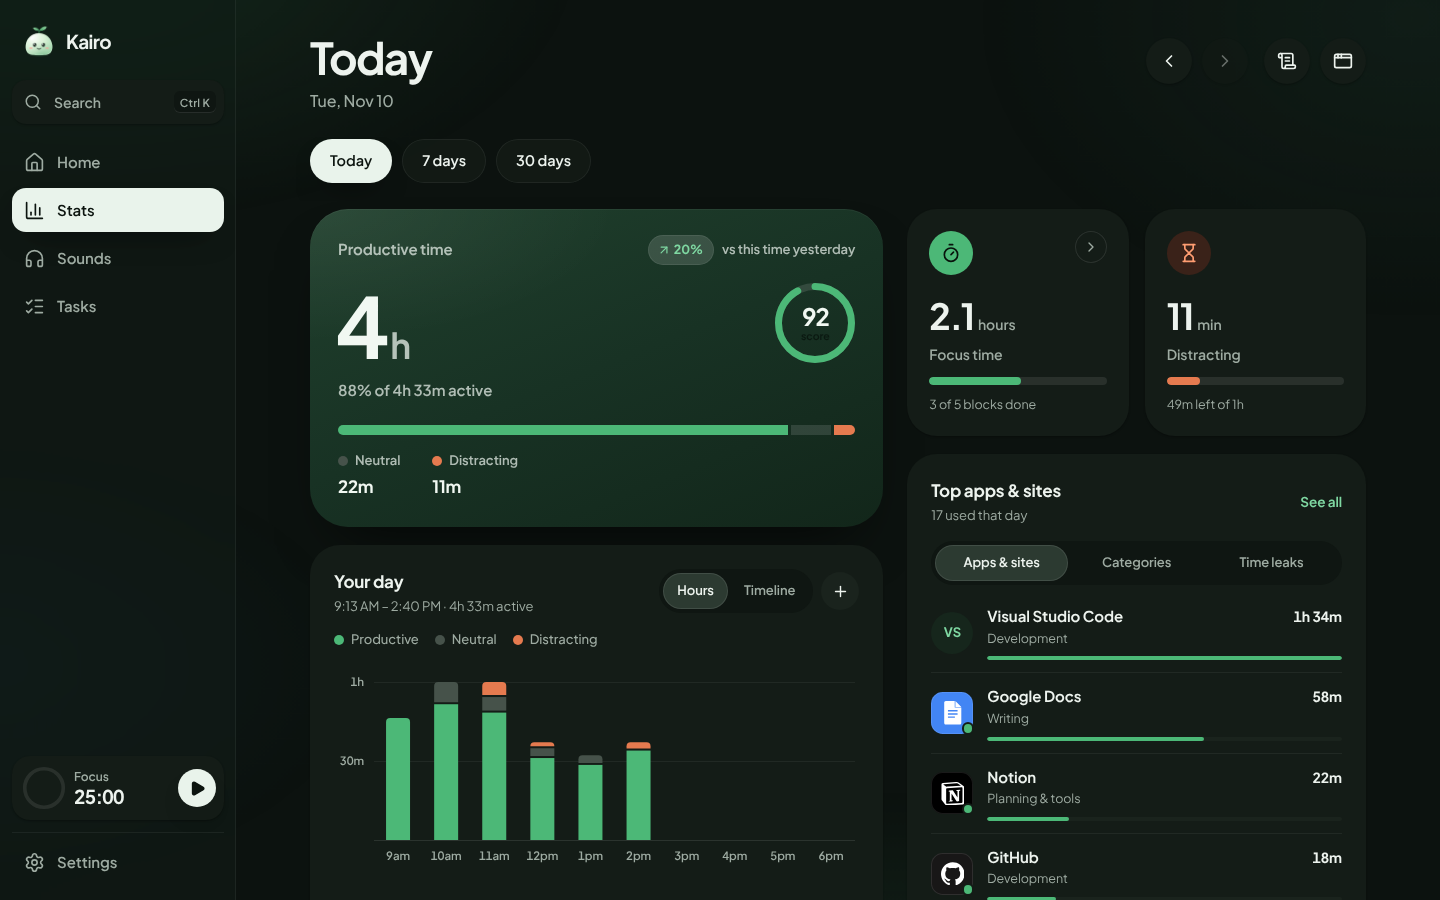 Kairo
Search
Ctrl K
Home
Stats
Sounds
Tasks
Focus
25:00
Settings
Today
Tue, Nov 10
Today
7 days
30 days
Productive time
20%
vs this time yesterday
4h
92
score
88% of 4h 33m active
Neutral
Distracting
22m
11m
2.1 hours
Focus time
3 of 5 blocks done
11 min
Distracting
49m left of 1h
Your day
9:13 AM – 2:40 PM · 4h 33m active
Hours
Timeline
Productive
Neutral
Distracting
1h
30m
9am
10am
11am
12pm
1pm
2pm
3pm
4pm
5pm
6pm
Top apps & sites
17 used that day
See all
Apps & sites
Categories
Time leaks
VS
Visual Studio Code
1h 34m
Development
Google Docs
58m
Writing
Notion
22m
Planning & tools
GitHub
18m
Development